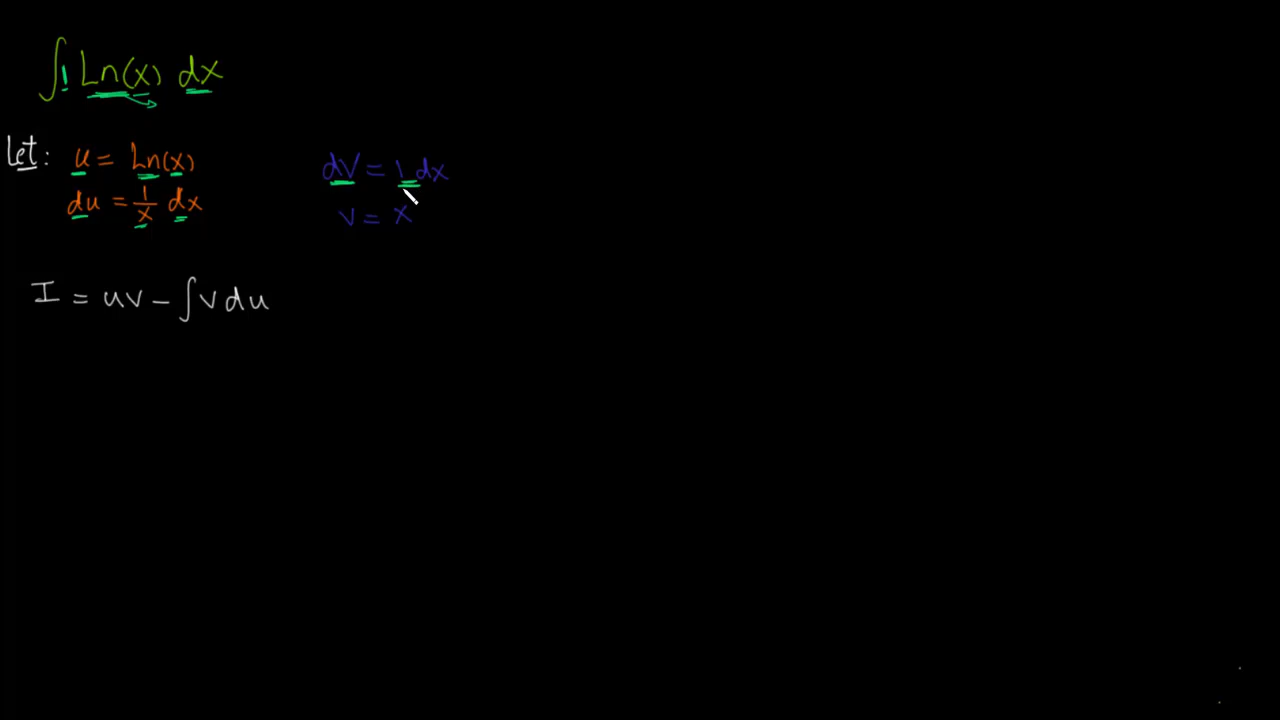 ∫ 1 Ln(x) dx
Let: u = Ln(x)
dV = 1 dx
du = 1/x dx
v = x
I = uv - ∫ v du